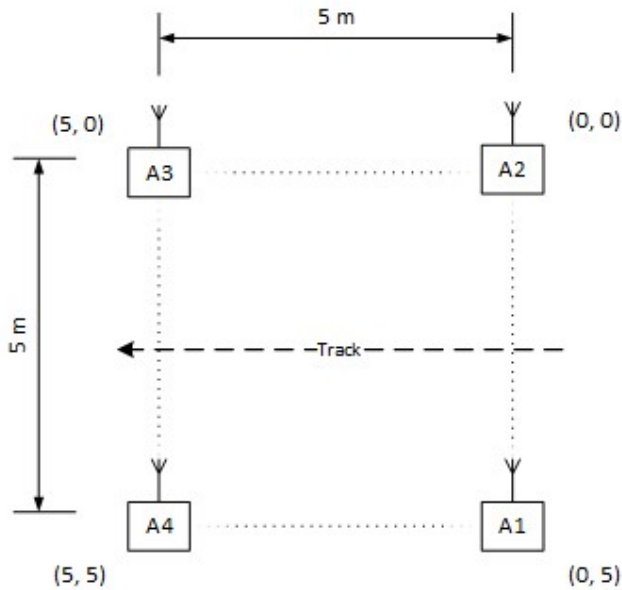 5 m
(5, 0)
(0, 0)
A3
A2
5 m
Track
A4
A1
(5, 5)
(0, 5)